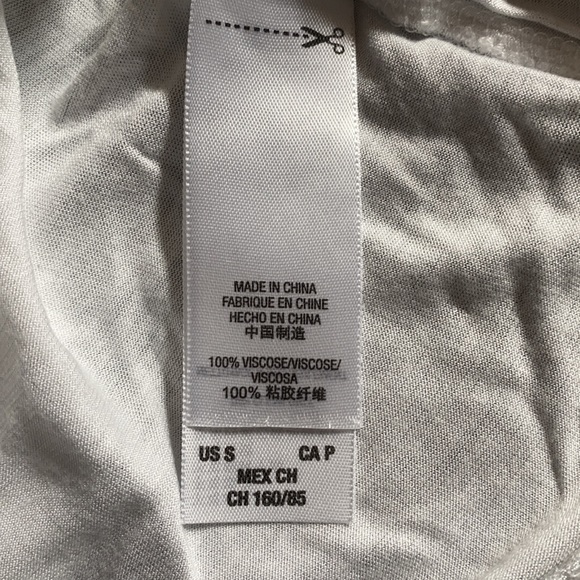 MADE IN CHINA
FABRIQUE EN CHINE
HECHO EN CHINA
中国制造
100% VISCOSE/VISCOSE/
VISCOSA
100% 粘胶纤维
US S CA P
MEX CH
CH 160/85